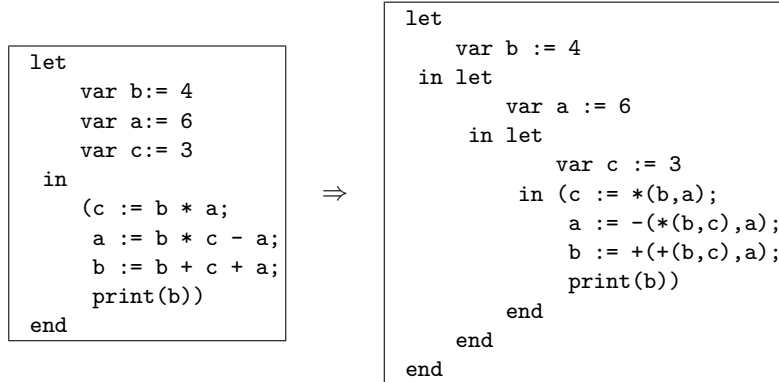 let
    var b:= 4
    var a:= 6
    var c:= 3
 in
    (c := b * a;
     a := b * c - a;
     b := b + c + a;
     print(b))
end
⇒
let
    var b := 4
 in let
        var a := 6
     in let
            var c := 3
         in (c := *(b,a);
             a := -(*(b,c),a);
             b := +(+(b,c),a);
             print(b))
        end
    end
end